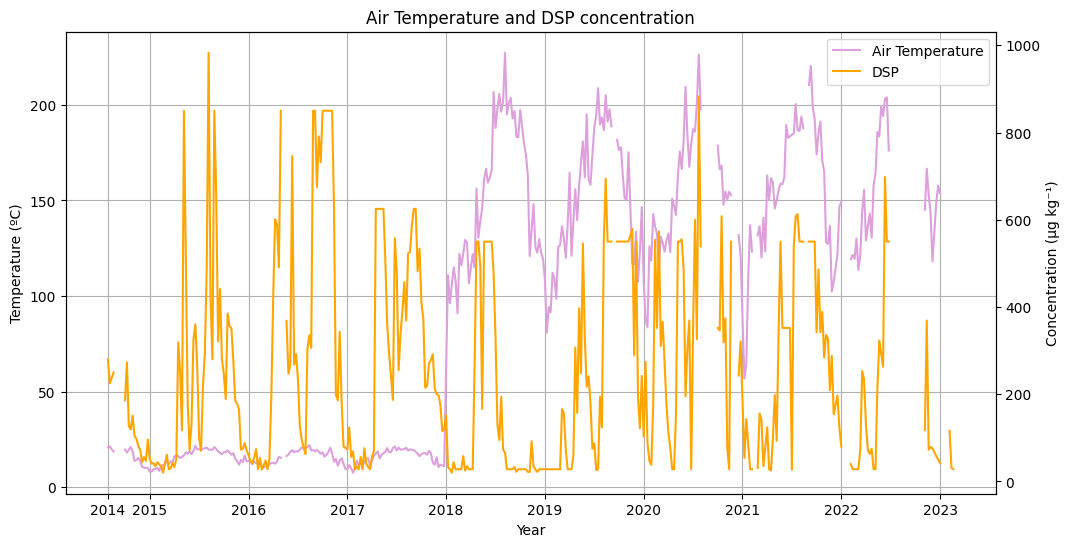 Air Temperature and DSP concentration
Air Temperature
DSP
Temperature (ºC)
200
150
100
50
0
1000
800
600
400
200
0
Concentration (µg kg⁻¹)
2014 2015 2016 2017 2018 2019 2020 2021 2022 2023
Year